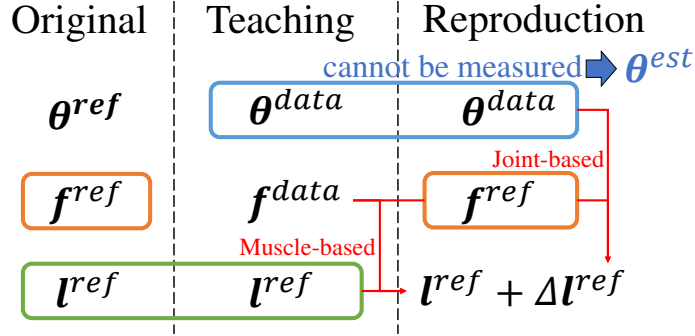 Original Teaching Reproduction
cannot be measured θ^est
θ^ref θ^data θ^data
Joint-based
f^ref f^data f^ref
Muscle-based
l^ref l^ref l^ref + Δl^ref